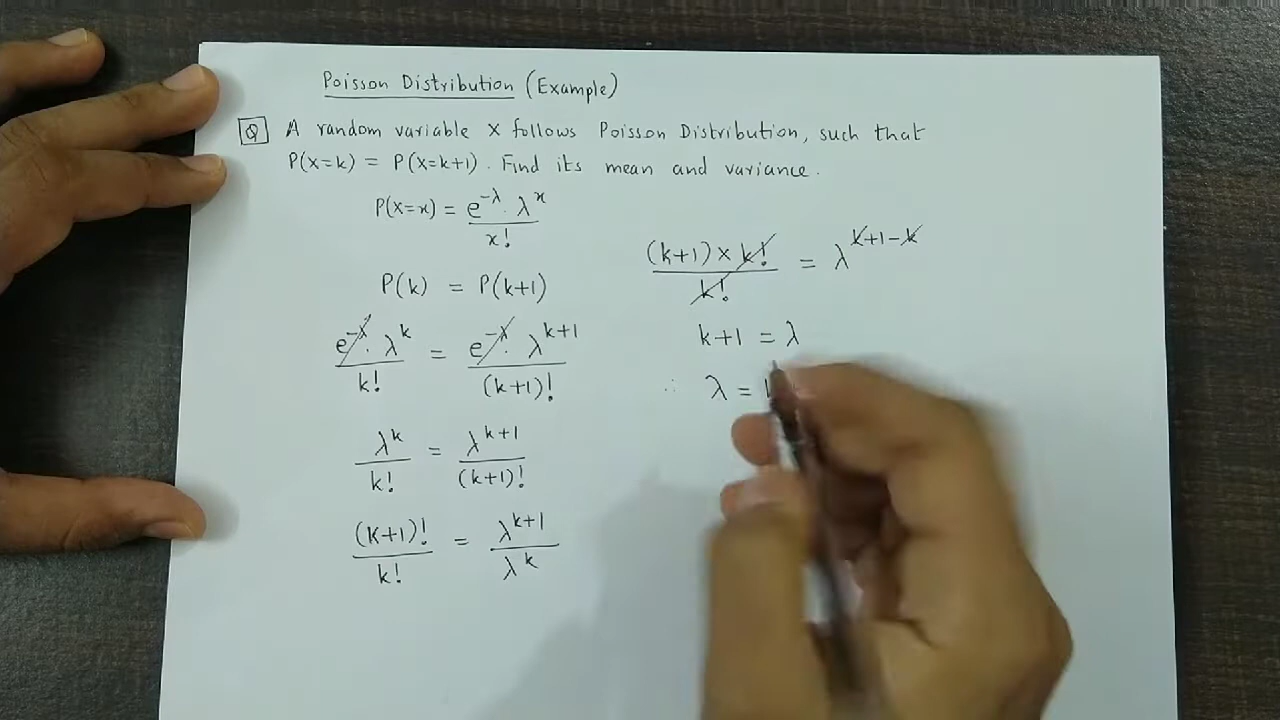 Poisson Distribution (Example)
Q A random variable X follows Poisson Distribution, such that
P(X=k) = P(X=k+1). Find its mean and variance.
P(X=x) = e^{-λ} · λ^x / x!
P(k) = P(k+1)
e^{-λ} · λ^k / k! = e^{-λ} · λ^{k+1} / (k+1)!
λ^k / k! = λ^{k+1} / (k+1)!
(k+1)! / k! = λ^{k+1} / λ^k
(k+1) × k! / k! = λ^{k+1-k}
k+1 = λ
∴ λ =